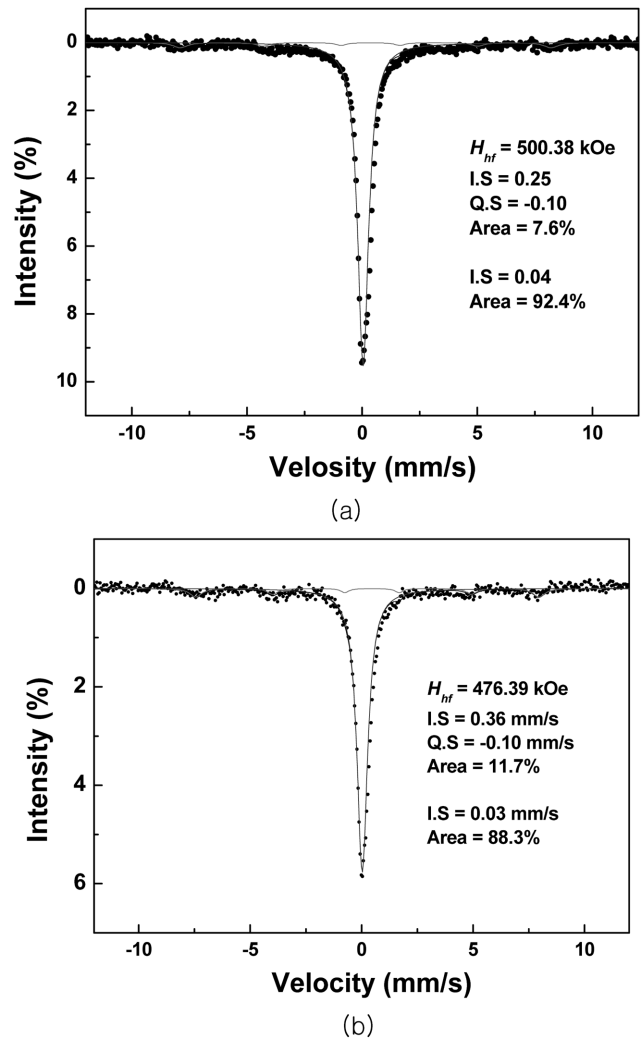 0
2
4
6
8
10
Intensity (%)
H_hf = 500.38 kOe
I.S = 0.25
Q.S = -0.10
Area = 7.6%
I.S = 0.04
Area = 92.4%
-10 -5 0 5 10
Velosity (mm/s)
(a)
0
2
4
6
Intensity (%)
H_hf = 476.39 kOe
I.S = 0.36 mm/s
Q.S = -0.10 mm/s
Area = 11.7%
I.S = 0.03 mm/s
Area = 88.3%
-10 -5 0 5 10
Velocity (mm/s)
(b)